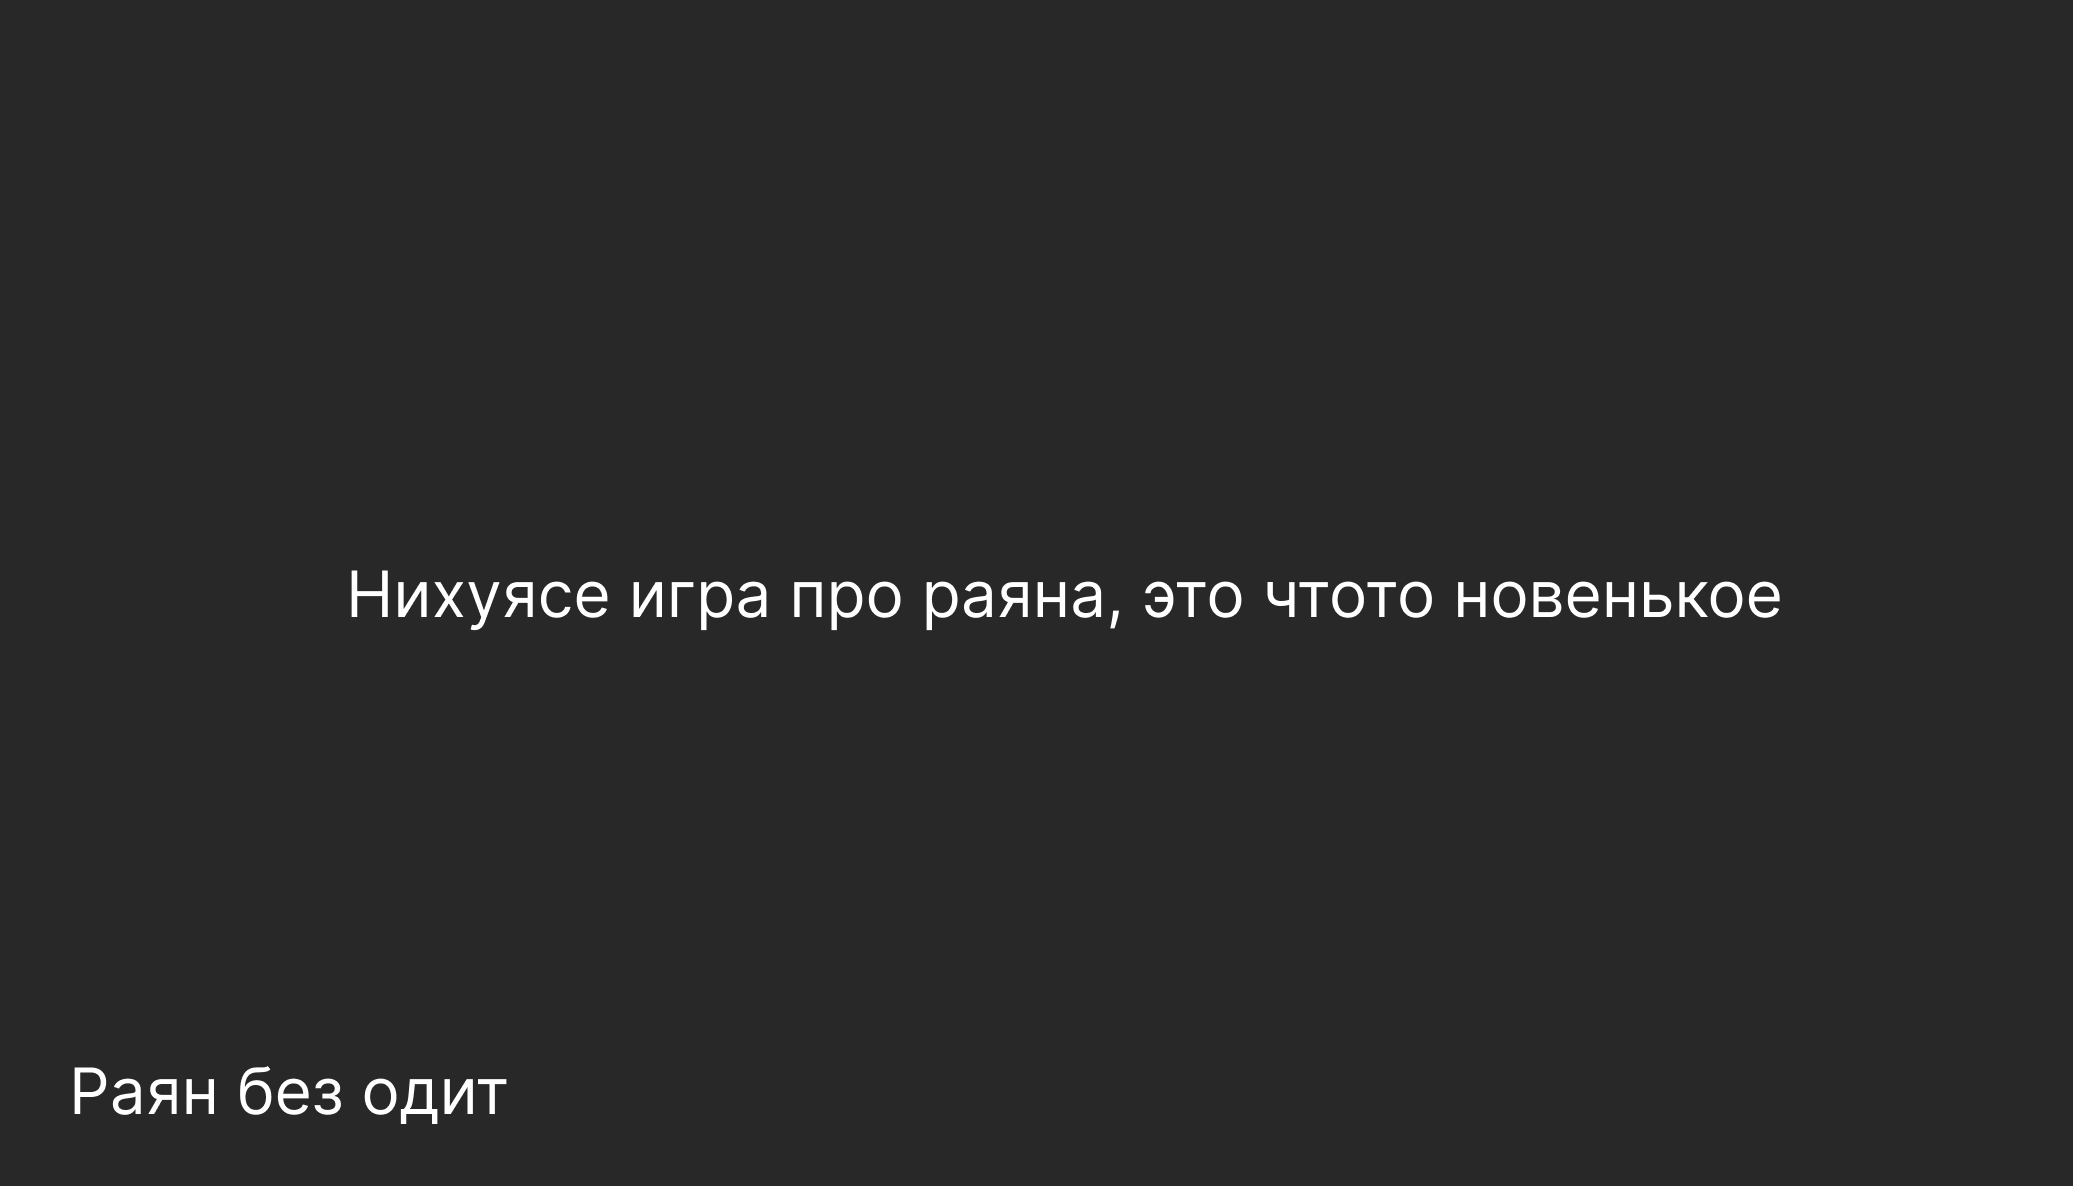 Нихуясе игра про раяна, это чтото новенькое
Раян без одит